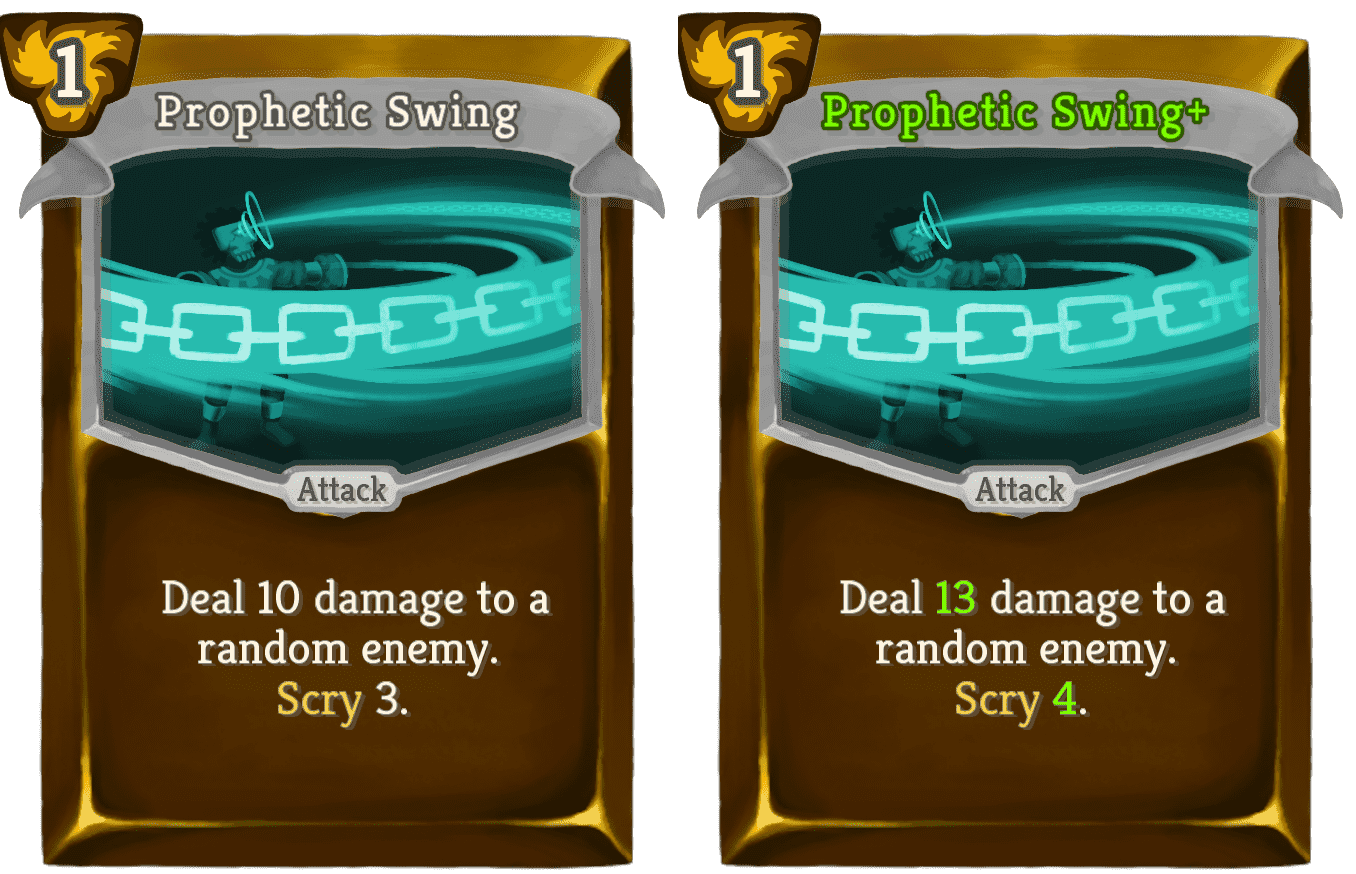 1
Prophetic Swing
Attack
Deal 10 damage to a
random enemy.
Scry 3.
1
Prophetic Swing+
Attack
Deal 13 damage to a
random enemy.
Scry 4.